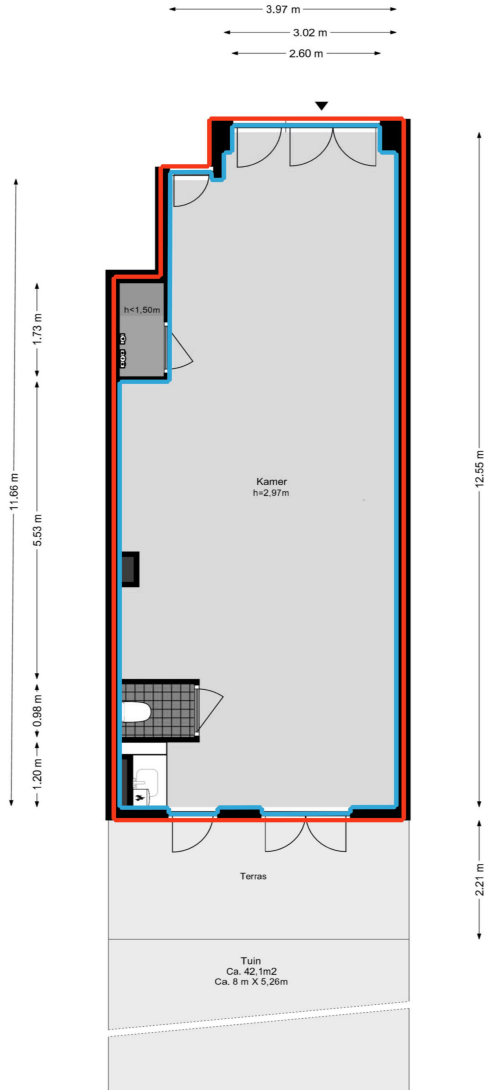 3.97 m
3.02 m
2.60 m
h<1,50m
1.73 m
11.66 m
5.53 m
12.55 m
Kamer
h=2,97m
0.98 m
1.20 m
2.21 m
Terras
Tuin
Ca. 42,1m2
Ca. 8 m X 5,26m